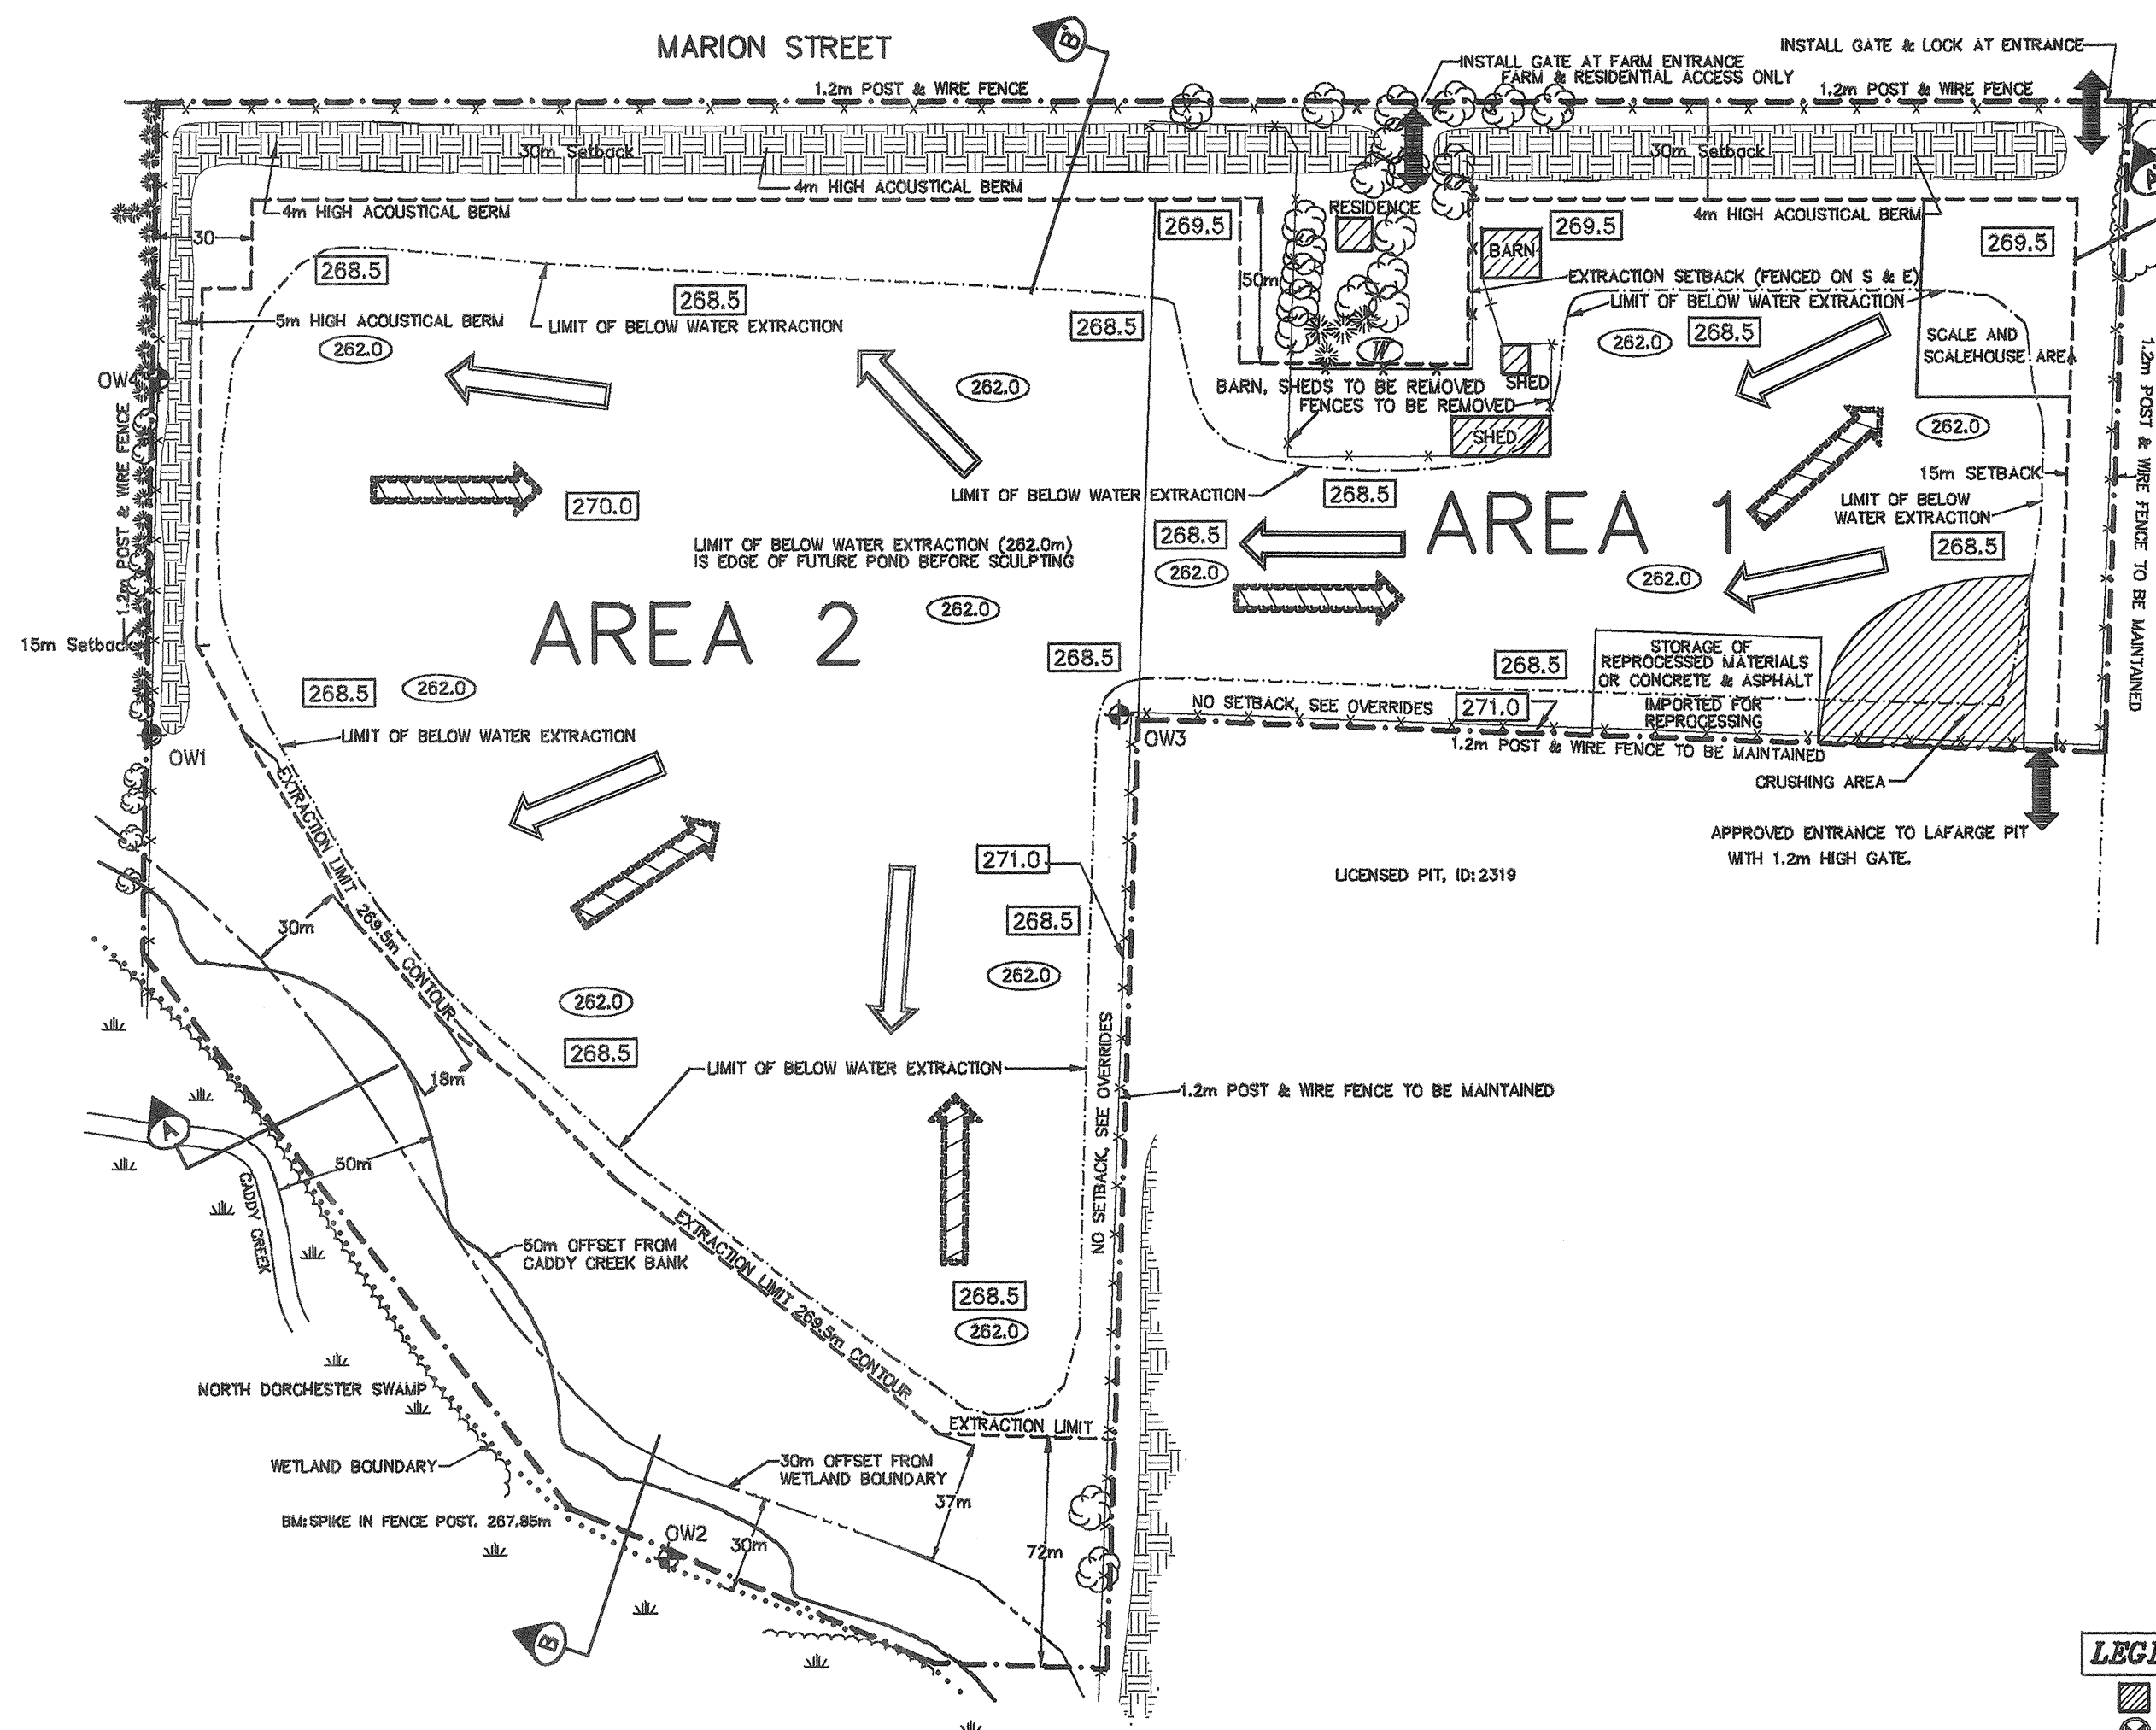 MARION STREET
B'
INSTALL GATE & LOCK AT ENTRANCE
INSTALL GATE AT FARM ENTRANCE
FARM & RESIDENTIAL ACCESS ONLY
1.2m POST & WIRE FENCE
1.2m POST & WIRE FENCE
30m Setback
30m Setback
4m HIGH ACOUSTICAL BERM
4m HIGH ACOUSTICAL BERM
4m HIGH ACOUSTICAL BERM
RESIDENCE
30
269.5
269.5
269.5
BARN
268.5
268.5
50m
EXTRACTION SETBACK (FENCED ON S & E)
LIMIT OF BELOW WATER EXTRACTION
5m HIGH ACOUSTICAL BERM
LIMIT OF BELOW WATER EXTRACTION
268.5
268.5
SCALE AND
SCALEHOUSE AREA
262.0
262.0
W
OW4
262.0
BARN, SHEDS TO BE REMOVED
SHED
FENCES TO BE REMOVED
1.2m POST & WIRE FENCE
1.2m POST & WIRE FENCE TO BE MAINTAINED
262.0
SHED
15m SETBACK
270.0
LIMIT OF BELOW WATER EXTRACTION
268.5
LIMIT OF BELOW
WATER EXTRACTION
AREA 1
268.5
268.5
LIMIT OF BELOW WATER EXTRACTION (262.0m)
IS EDGE OF FUTURE POND BEFORE SCULPTING
262.0
262.0
262.0
AREA 2
15m Setback
268.5
268.5
STORAGE OF
REPROCESSED MATERIALS
OR CONCRETE & ASPHALT
IMPORTED FOR
REPROCESSING
268.5
262.0
NO SETBACK, SEE OVERRIDES
271.0
LIMIT OF BELOW WATER EXTRACTION
OW3
1.2m POST & WIRE FENCE TO BE MAINTAINED
OW1
CRUSHING AREA
EXTRACTION LIMIT 269.5m CONTOUR
APPROVED ENTRANCE TO LAFARGE PIT
WITH 1.2m HIGH GATE.
271.0
LICENSED PIT, ID:2319
30m
268.5
262.0
262.0
268.5
LIMIT OF BELOW WATER EXTRACTION
18m
1.2m POST & WIRE FENCE TO BE MAINTAINED
NO SETBACK, SEE OVERRIDES
A
50m
CADDY CREEK
50m OFFSET FROM
CADDY CREEK BANK
EXTRACTION LIMIT 269.5m CONTOUR
268.5
262.0
NORTH DORCHESTER SWAMP
EXTRACTION LIMIT
WETLAND BOUNDARY
30m OFFSET FROM
WETLAND BOUNDARY
37m
BM:SPIKE IN FENCE POST. 267.85m
OW2
30m
72m
B